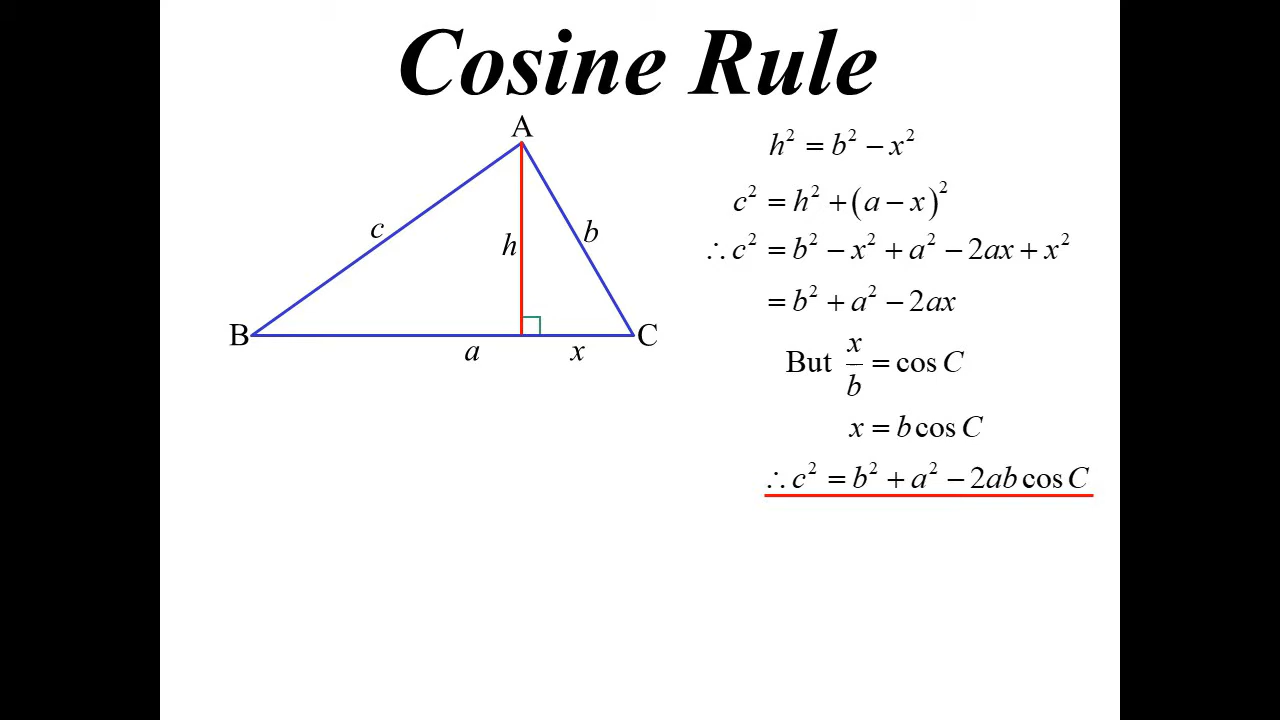 Cosine Rule
A
h² = b² − x²
c² = h² + (a − x)²
c
b
h
∴ c² = b² − x² + a² − 2ax + x²
= b² + a² − 2ax
B
C
a
x
But x/b = cos C
x = b cos C
∴ c² = b² + a² − 2ab cos C